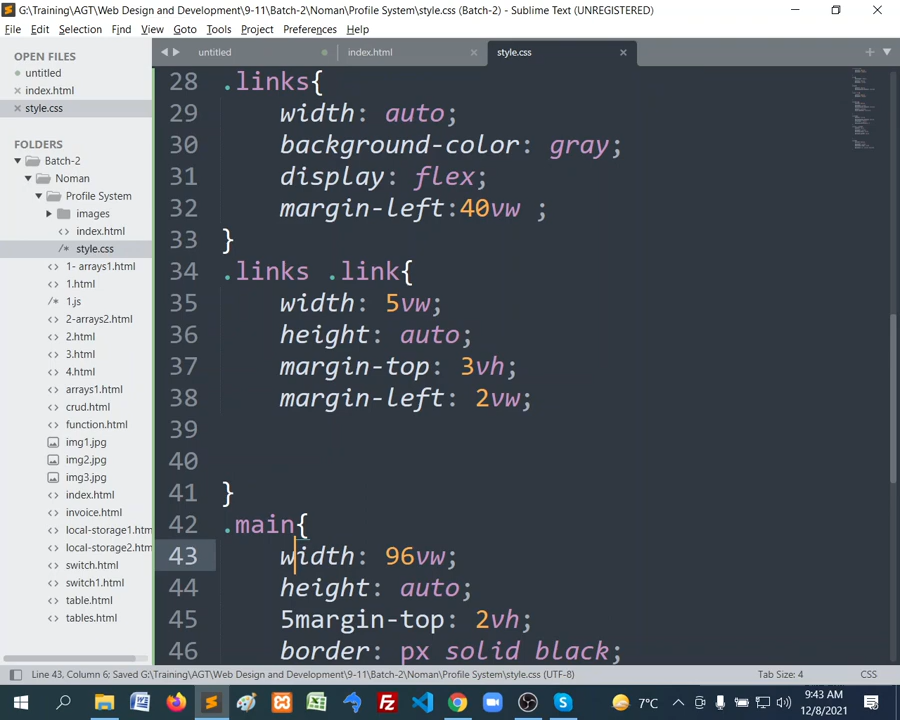 G:\Training\AGT\Web Design and Development\9-11\Batch-2\Noman\Profile System\style.css (Batch-2) - Sublime Text (UNREGISTERED)
File Edit Selection Find View Goto Tools Project Preferences Help
OPEN FILES
untitled
index.html
style.css
FOLDERS
Batch-2
Noman
Profile System
images
index.html
style.css
1- arrays1.html
1.html
1.js
2-arrays2.html
2.html
3.html
4.html
arrays1.html
crud.html
function.html
img1.jpg
img2.jpg
img3.jpg
index.html
invoice.html
local-storage1.htm
local-storage2.htm
switch.html
switch1.html
table.html
tables.html
untitled index.html style.css
28 .links{
29 width: auto;
30 background-color: gray;
31 display: flex;
32 margin-left:40vw ;
33 }
34 .links .link{
35 width: 5vw;
36 height: auto;
37 margin-top: 3vh;
38 margin-left: 2vw;
39
40
41 }
42 .main{
43 width: 96vw;
44 height: auto;
45 5margin-top: 2vh;
46 border: px solid black;
Line 43, Column 6; Saved G:\Training\AGT\Web Design and Development\9-11\Batch-2\Noman\Profile System\style.css (UTF-8) Tab Size: 4 CSS
7°C 9:43 AM
12/8/2021